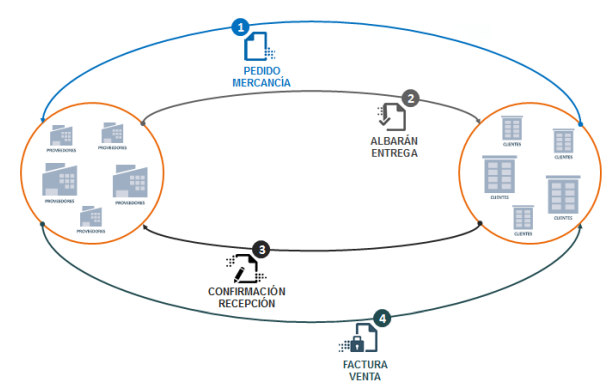 1
PEDIDO
MERCANCÍA
2
ALBARÁN
ENTREGA
PROVEEDORES
PROVEEDORES
PROVEEDORES
PROVEEDORES
PROVEEDORES
CLIENTES
CLIENTES
CLIENTES
CLIENTES
CLIENTES
3
CONFIRMACIÓN
RECEPCIÓN
4
FACTURA
VENTA